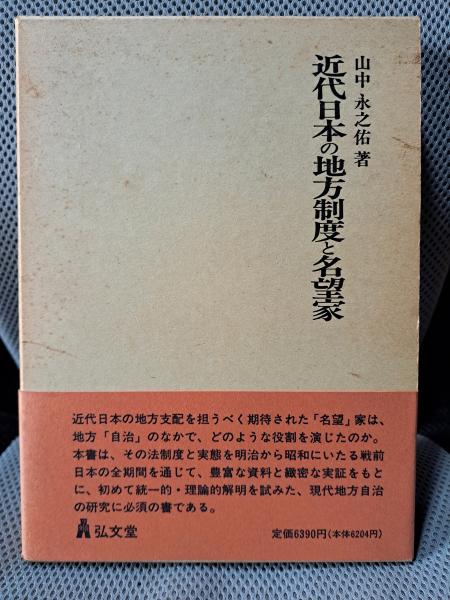 山中永之佑 著
近代日本の地方制度と名望家
近代日本の地方支配を担うべく期待された「名望」家は、
地方「自治」のなかで、どのような役割を演じたのか。
本書は、その法制度と実態を明治から昭和にいたる戦前
日本の全期間を通じて、豊富な資料と緻密な実証をもと
に、初めて統一的・理論的解明を試みた、現代地方自治
の研究に必須の書である。
弘文堂
定価6390円(本体6204円)